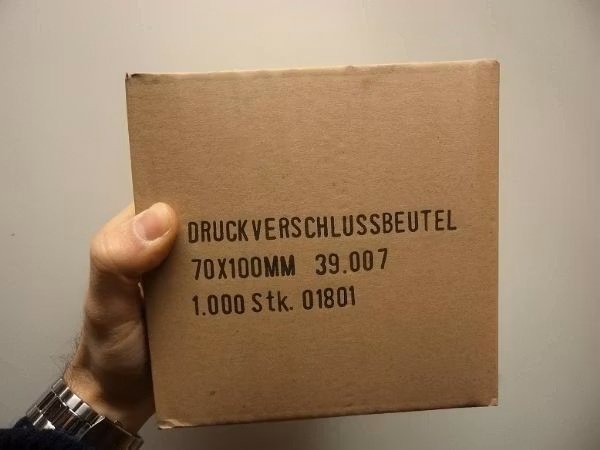 DRUCKVERSCHLUSSBEUTEL
70X100MM 39.007
1.000 Stk. 01801